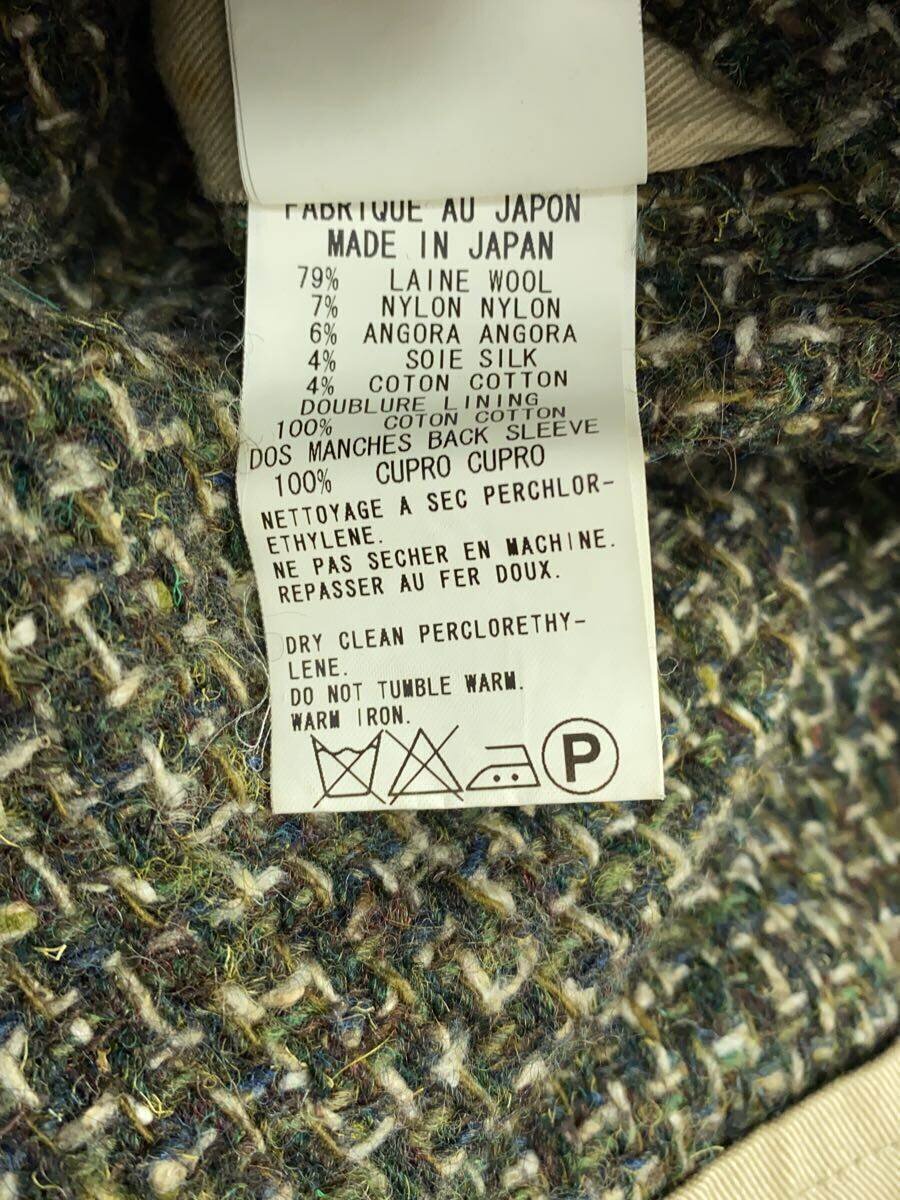 FABRIQUE AU JAPON
MADE IN JAPAN
79% LAINE WOOL
7% NYLON NYLON
6% ANGORA ANGORA
4% SOIE SILK
4% COTON COTTON
DOUBLURE LINING
100% COTON COTTON
DOS MANCHES BACK SLEEVE
100% CUPRO CUPRO
NETTOYAGE A SEC PERCHLOR-
ETHYLENE.
NE PAS SECHER EN MACHINE.
REPASSER AU FER DOUX.
DRY CLEAN PERCLORETHY-
LENE.
DO NOT TUMBLE WARM.
WARM IRON.
P